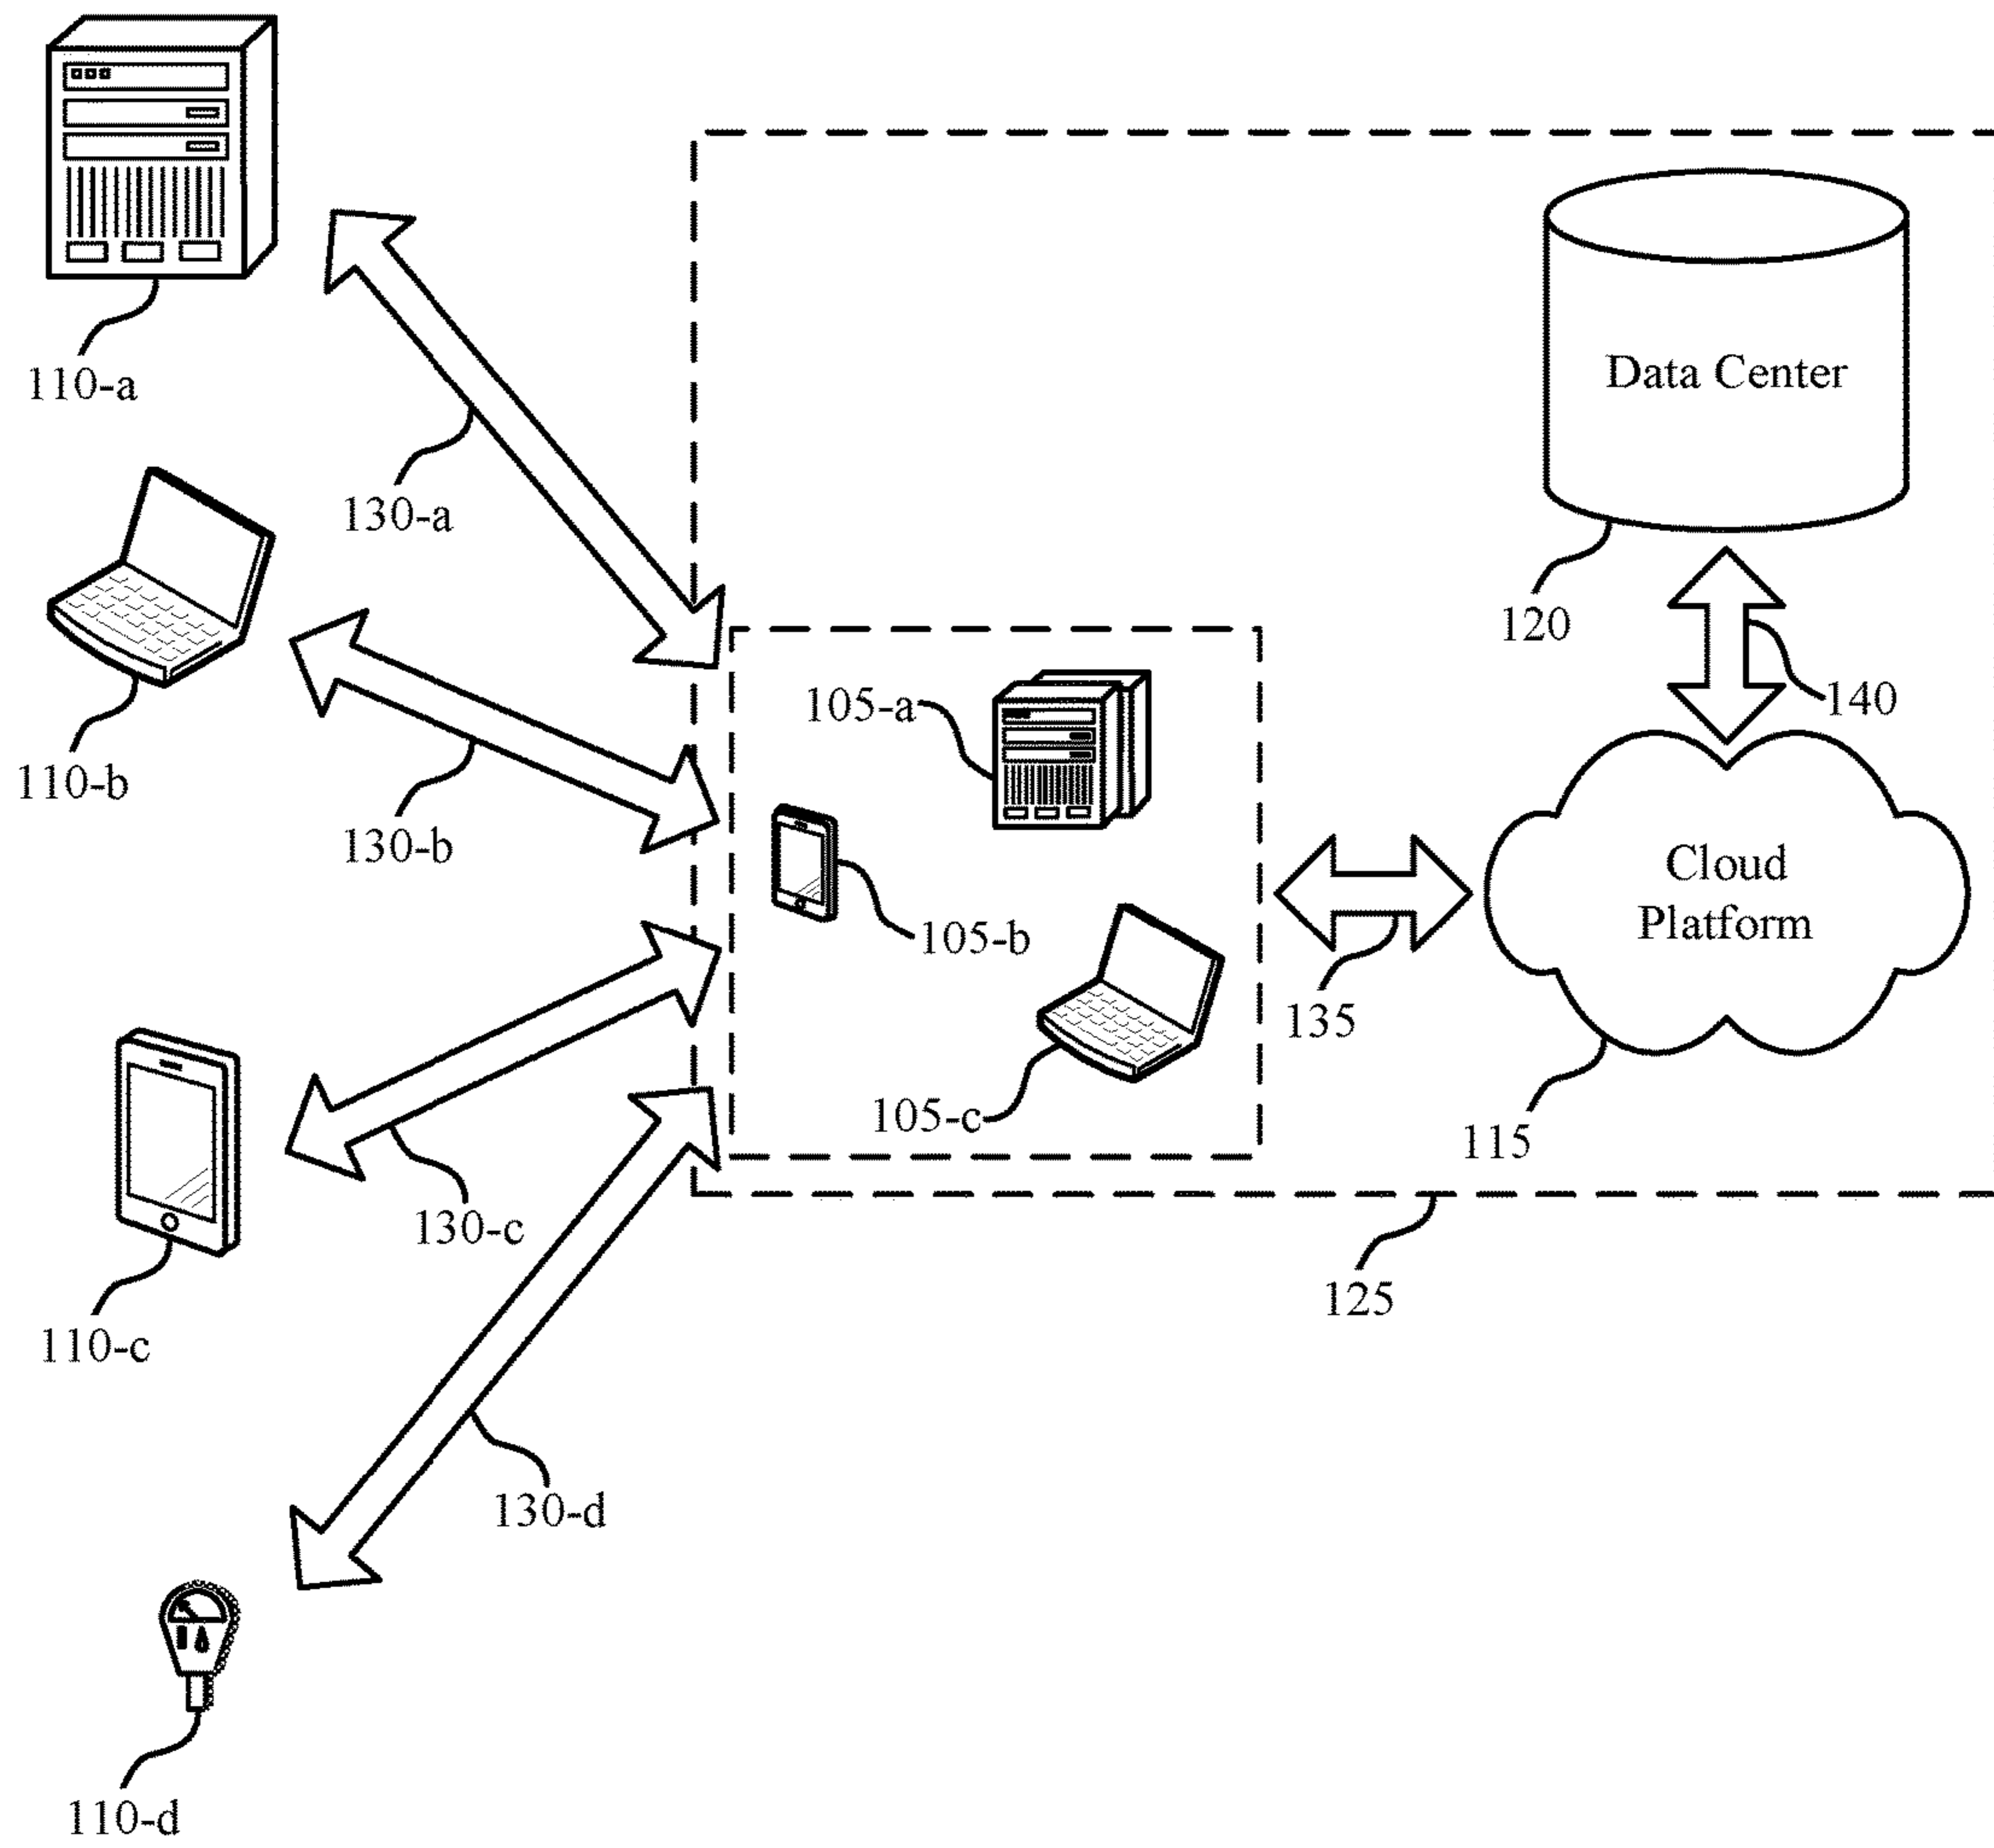 110-a
Data Center
130-a
120
105-a
140
110-b
130-b
Cloud
Platform
105-b
135
105-c
115
130-c
125
110-c
130-d
110-d